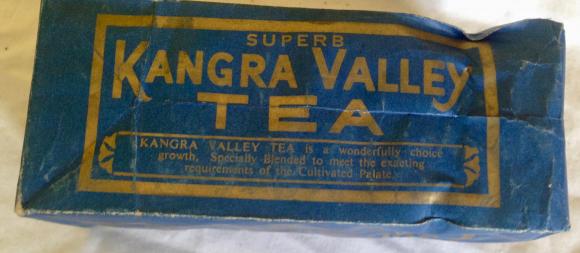 SUPERB
KANGRA VALLEY
TEA
KANGRA VALLEY TEA is a wonderfully choice
growth, Specially Blended to meet the exacting
requirements of the Cultivated Palate.